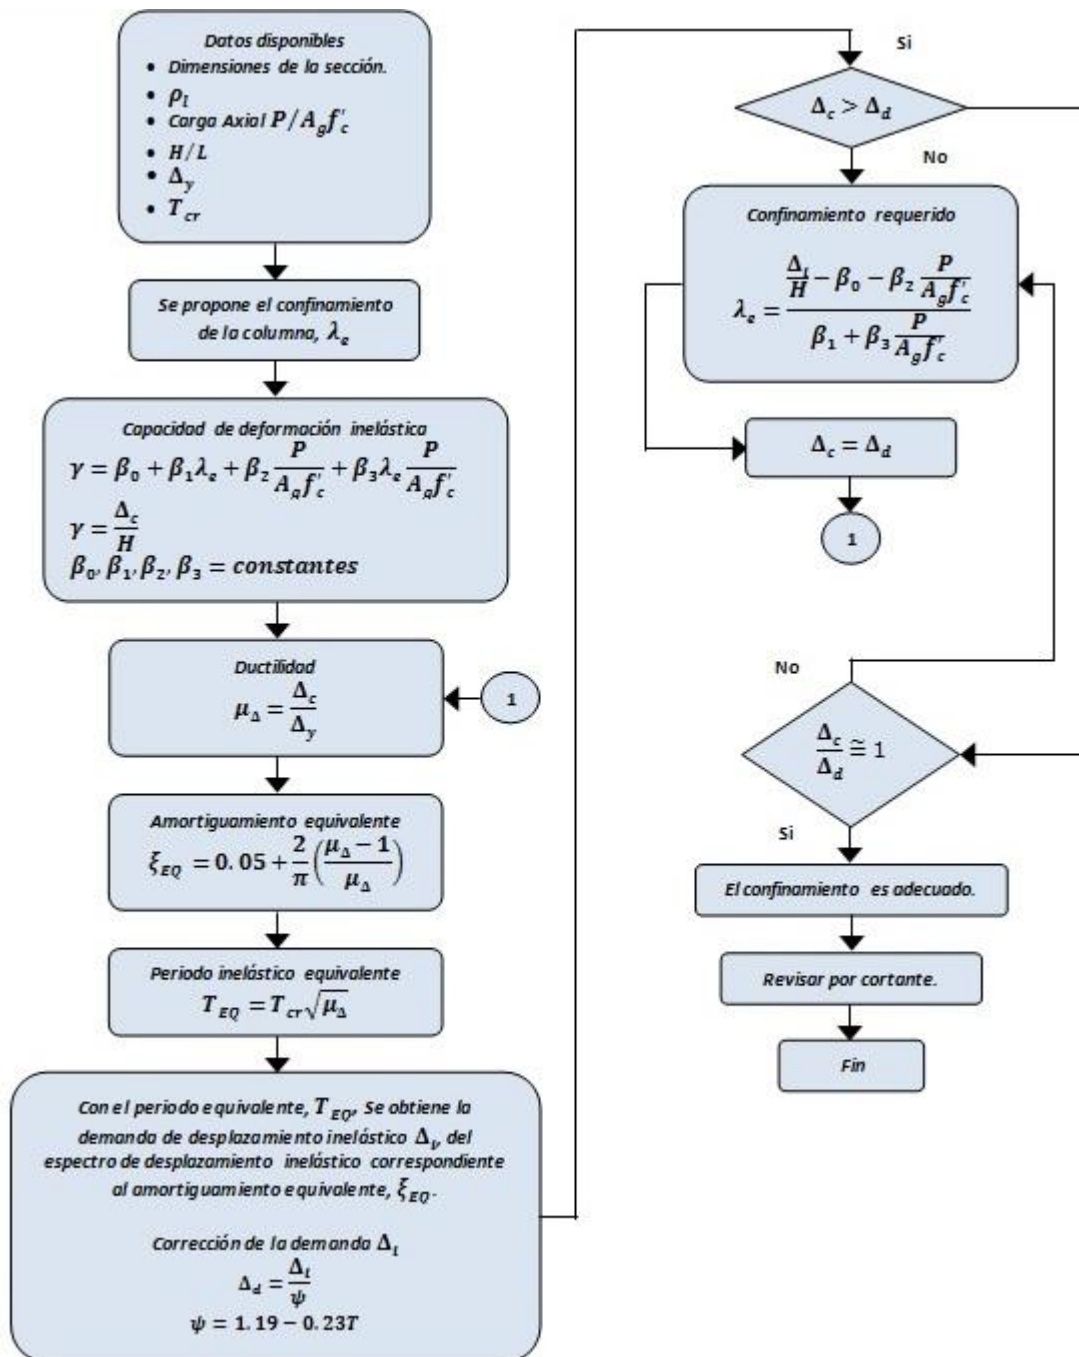 Datos disponibles
• Dimensiones de la sección.
• ρ_l
• Carga Axial P/A_g f'_c
• H/L
• Δ_y
• T_cr
Se propone el confinamiento
de la columna, λ_e
Capacidad de deformación inelástica
γ = β_0 + β_1 λ_e + β_2 P/(A_g f'_c) + β_3 λ_e P/(A_g f'_c)
γ = Δ_c/H
β_0, β_1, β_2, β_3 = constantes
Ductilidad
μ_Δ = Δ_c/Δ_y
1
Amortiguamiento equivalente
ξ_EQ = 0.05 + 2/π ((μ_Δ − 1)/μ_Δ)
Periodo inelástico equivalente
T_EQ = T_cr √μ_Δ
Con el periodo equivalente, T_EQ, Se obtiene la
demanda de desplazamiento inelástico Δ_i, del
espectro de desplazamiento inelástico correspondiente
al amortiguamiento equivalente, ξ_EQ.
Corrección de la demanda Δ_i
Δ_d = Δ_i/ψ
ψ = 1.19 − 0.23T
Si
Δ_c > Δ_d
No
Confinamiento requerido
λ_e = (Δ_i/H − β_0 − β_2 P/(A_g f'_c))/(β_1 + β_3 P/(A_g f'_c))
Δ_c = Δ_d
1
No
Δ_c/Δ_d ≅ 1
Si
El confinamiento es adecuado.
Revisar por cortante.
Fin